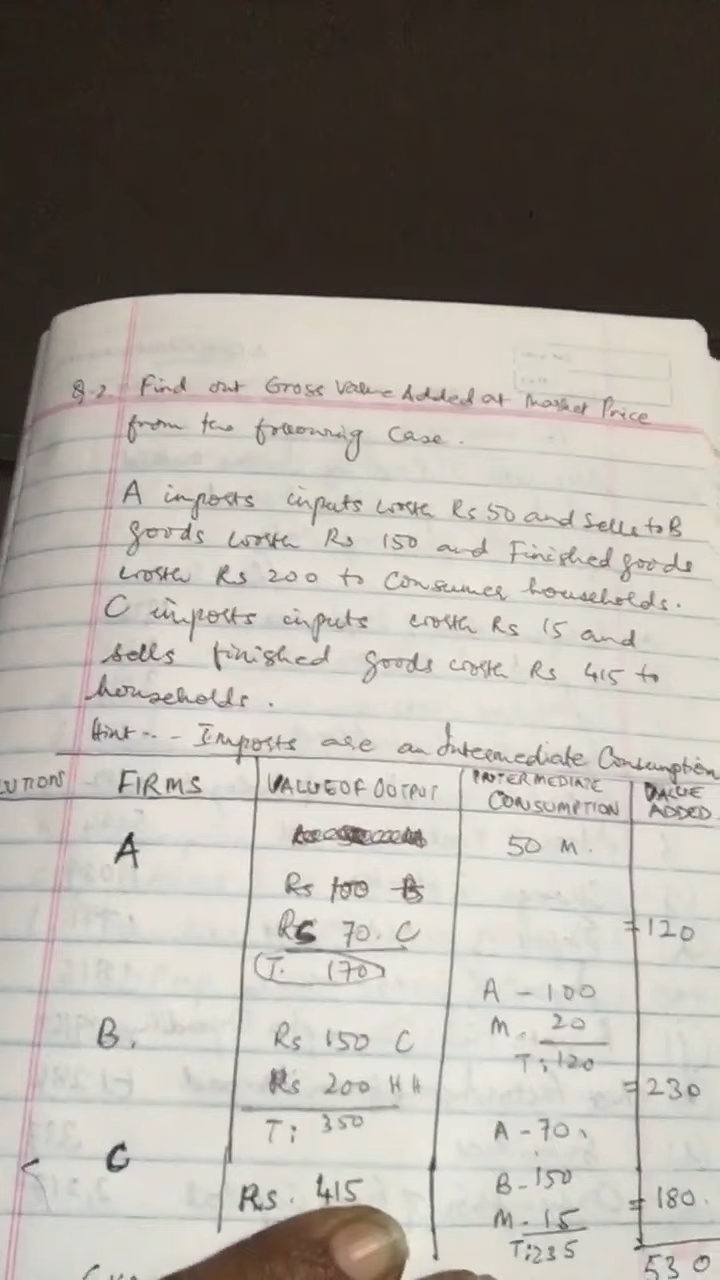 Q.2. Find out Gross Value Added at Market Price
from the following Case.
A imports inputs worth Rs 50 and sells to B
goods worth Rs 150 and Finished goods
worth Rs 200 to Consumer households.
C imports inputs worth Rs 15 and
sells finished goods worth Rs 415 to
households.
Hint -- - Imports are an Intermediate Consumption
LUTIONS FIRMS VALUE OF OUTPUT INTERMEDIATE CONSUMPTION VALUE ADDED
A 50 M.
Rs 100 B
Rs 70. C = 120
T. 170
A - 100
B. Rs 150 C M. 20
T: 120
Rs 200 HH = 230
T: 350 A - 70
C B - 150
Rs. 415 M - 15 = 180.
T: 235 530